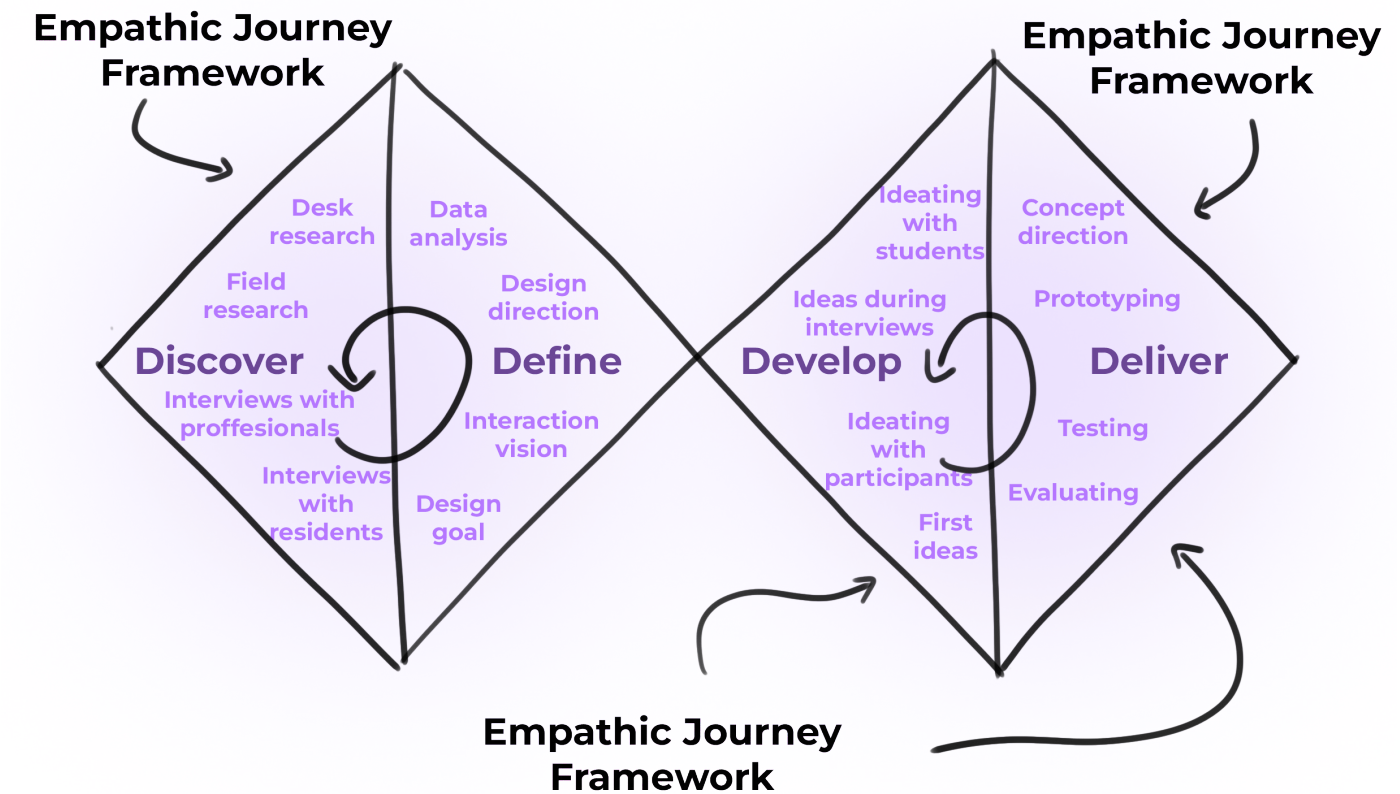 Empathic Journey
Framework
Empathic Journey
Framework
Desk
research
Field
research
Discover
Interviews with
proffesionals
Interviews
with
residents
Data
analysis
Design
direction
Define
Interaction
vision
Design
goal
Ideating
with
students
Ideas during
interviews
Develop
Ideating
with
participants
First
ideas
Concept
direction
Prototyping
Deliver
Testing
Evaluating
Empathic Journey
Framework